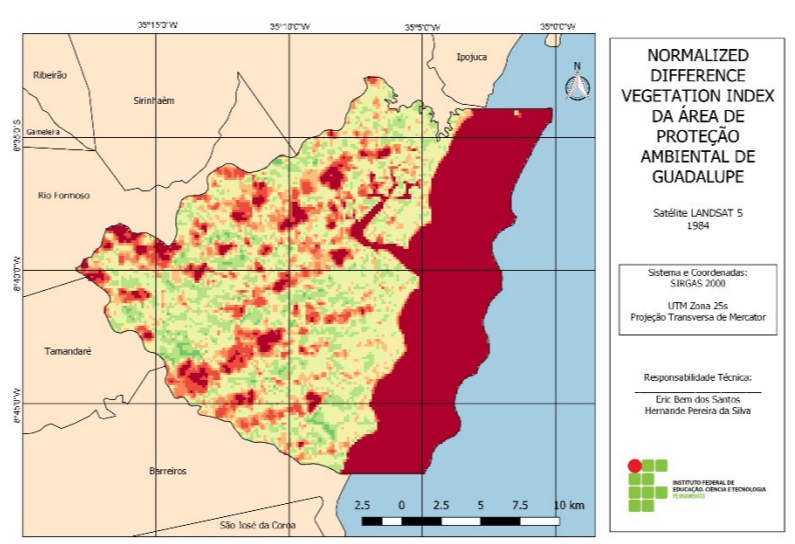 35°15'0"W
35°10'0"W
35°5'0"W
35°0'0"W
Ipojuca
N
Ribeirão
Sirinhaém
Gameleira
8°35'0"S
Rio Formoso
8°40'0"W
Tamandaré
8°45'0"W
Barreiros
São José da Coroa
2.5 0 2.5 5 7.5 10 km
NORMALIZED
DIFFERENCE
VEGETATION INDEX
DA ÁREA DE
PROTEÇÃO
AMBIENTAL DE
GUADALUPE
Satélite LANDSAT 5
1984
Sistema e Coordenadas:
SIRGAS 2000
UTM Zona 25s
Projeção Transversa de Mercator
Responsabilidade Técnica:
Eric Bem dos Santos
Hernande Pereira da Silva
INSTITUTO FEDERAL DE
EDUCAÇÃO, CIÊNCIA E TECNOLOGIA
PERNAMBUCO